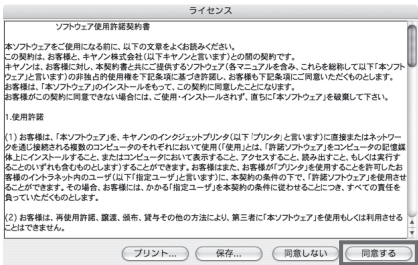 ライセンス
ソフトウェア使用許諾契約書
本ソフトウェアをご使用になる前に、以下の文章をよくお読みください。
この契約は、お客様と、キヤノン株式会社(以下キヤノンと言います)との間の契約です。
キヤノンは、お客様に対し、本契約書と共にご提供するソフトウェア(各マニュアルを含み、これらを総称して以下「本ソフト
ウェア」と言います)の非独占的使用権を下記条項に基づき許諾し、お客様も下記条項にご同意いただくものとします。
お客様は、「本ソフトウェア」のインストールをもって、この契約に同意したことになります。
お客様がこの契約に同意できない場合には、ご使用・インストールされず、直ちに「本ソフトウェア」を破棄して下さい。
1.使用許諾
(1) お客様は、「本ソフトウェア」を、キヤノンのインクジェットプリンタ(以下「プリンタ」と言います)に直接またはネットワー
クを通じ接続される複数のコンピュータのそれぞれにおいて使用(「使用」とは、「許諾ソフトウェア」をコンピュータの記憶媒
体上にインストールすること、またはコンピュータにおいて表示すること、アクセスすること、読み出すこと、もしくは実行す
ることのいずれも含むものとします)することができます。お客様はまた、お客様が「プリンタ」を使用することを許可したお
客様のイントラネット内のユーザ(以下「指定ユーザ」と言います)に、本契約の条件の下で、「許諾ソフトウェア」を使用させ
ることができます。その場合、お客様には、かかる「指定ユーザ」を本契約の条件に従わせることにつき、すべての責任を
負っていただくものとします。
(2) お客様は、再使用許諾、譲渡、頒布、貸与その他の方法により、第三者に「本ソフトウェア」を使用もしくは利用させる
ことはできません。
プリント... 保存... 同意しない 同意する